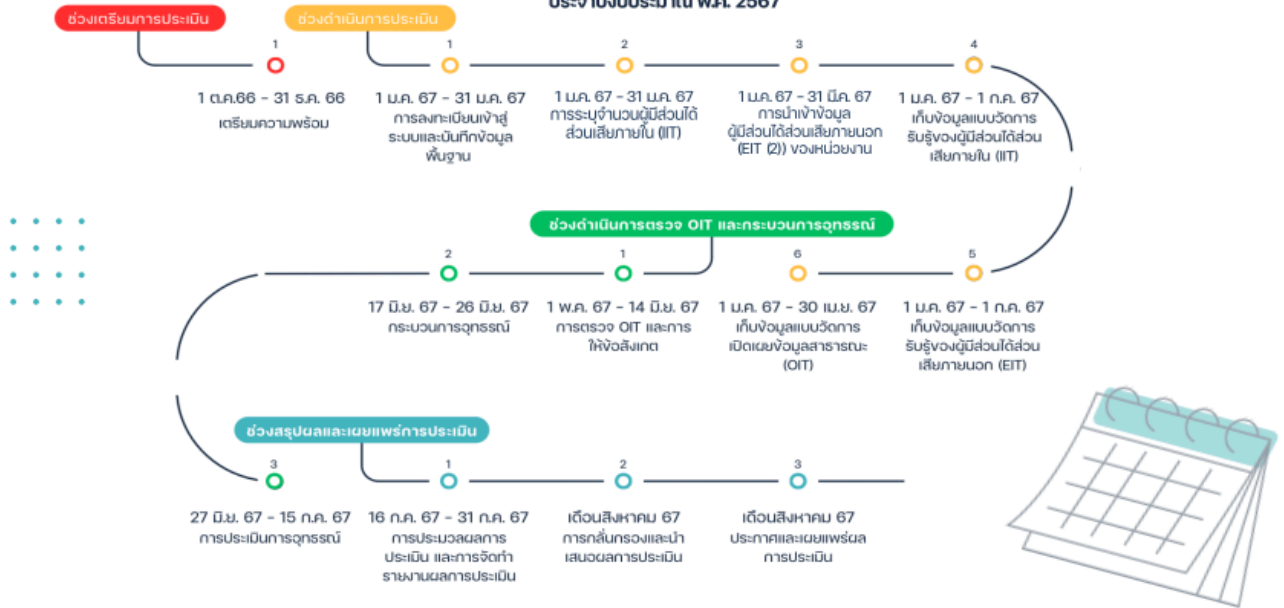 ประจำปีงบประมาณ พ.ศ. 2567
ช่วงเตรียมการประเมิน
1
1 ต.ค.66 - 31 ธ.ค. 66
เตรียมความพร้อม
ช่วงดำเนินการประเมิน
1
1 ม.ค. 67 - 31 ม.ค. 67
การลงทะเบียนเข้าสู่
ระบบและบันทึกข้อมูล
พื้นฐาน
2
1 ม.ค. 67 - 31 ม.ค. 67
การระบุจำนวนผู้มีส่วนได้
ส่วนเสียภายใน (IIT)
3
1 ม.ค. 67 - 31 มี.ค. 67
การนำเข้าข้อมูล
ผู้มีส่วนได้ส่วนเสียภายนอก
(EIT (2)) ของหน่วยงาน
4
1 ม.ค. 67 - 1 ก.ค. 67
เก็บข้อมูลแบบวัดการ
รับรู้ของผู้มีส่วนได้ส่วน
เสียภายใน (IIT)
5
1 ม.ค. 67 - 1 ก.ค. 67
เก็บข้อมูลแบบวัดการ
รับรู้ของผู้มีส่วนได้ส่วน
เสียภายนอก (EIT)
6
1 ม.ค. 67 - 30 เม.ย. 67
เก็บข้อมูลแบบวัดการ
เปิดเผยข้อมูลสาธารณะ
(OIT)
ช่วงดำเนินการตรวจ OIT และกระบวนการอุทธรณ์
1
1 พ.ค. 67 - 14 มิ.ย. 67
การตรวจ OIT และการ
ให้ข้อสังเกต
2
17 มิ.ย. 67 - 26 มิ.ย. 67
กระบวนการอุทธรณ์
3
27 มิ.ย. 67 - 15 ก.ค. 67
การประเมินการอุทธรณ์
ช่วงสรุปผลและเผยแพร่การประเมิน
1
16 ก.ค. 67 - 31 ก.ค. 67
การประมวลผลการ
ประเมิน และการจัดทำ
รายงานผลการประเมิน
2
เดือนสิงหาคม 67
การกลั่นกรองและนำ
เสนอผลการประเมิน
3
เดือนสิงหาคม 67
ประกาศและเผยแพร่ผล
การประเมิน